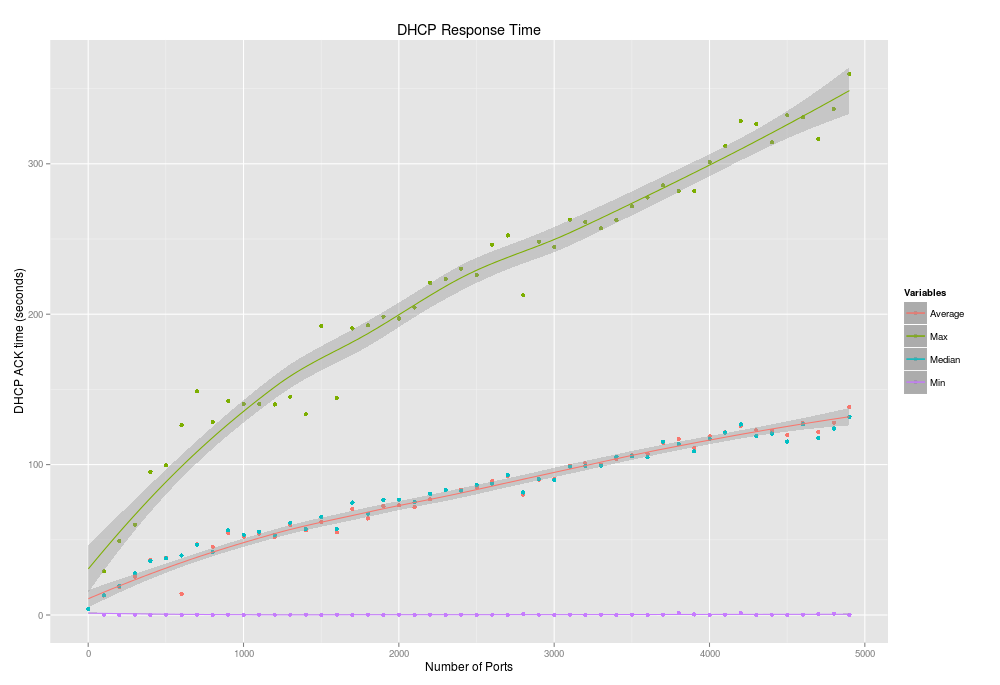 DHCP Response Time
DHCP ACK time (seconds)
300
200
100
0
0 1000 2000 3000 4000 5000
Number of Ports
Variables
Average
Max
Median
Min